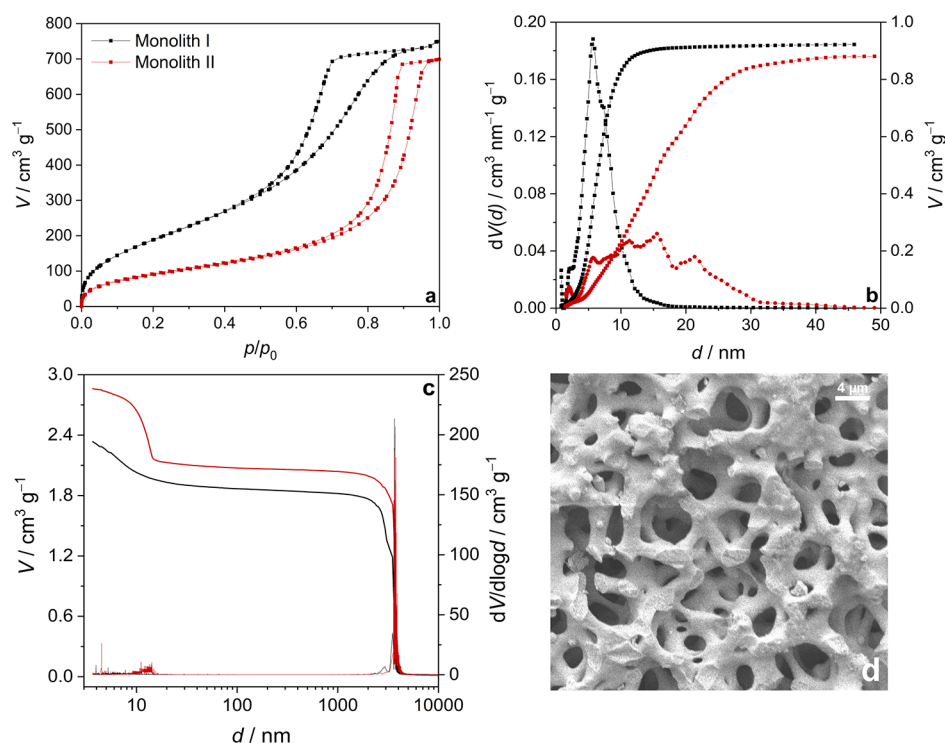 800
700
600
500
400
300
200
100
0
V / cm³ g⁻¹
Monolith I
Monolith II
a
0.0 0.2 0.4 0.6 0.8 1.0
p/p₀
0.20
0.16
0.12
0.08
0.04
0.00
dV(d) / cm³ nm⁻¹ g⁻¹
1.0
0.8
0.6
0.4
0.2
0.0
V / cm³ g⁻¹
b
0 10 20 30 40 50
d / nm
3.0
2.4
1.8
1.2
0.6
0.0
V / cm³ g⁻¹
c
250
200
150
100
50
0
dV/dlogd / cm³ g⁻¹
10 100 1000 10000
d / nm
4 µm
d